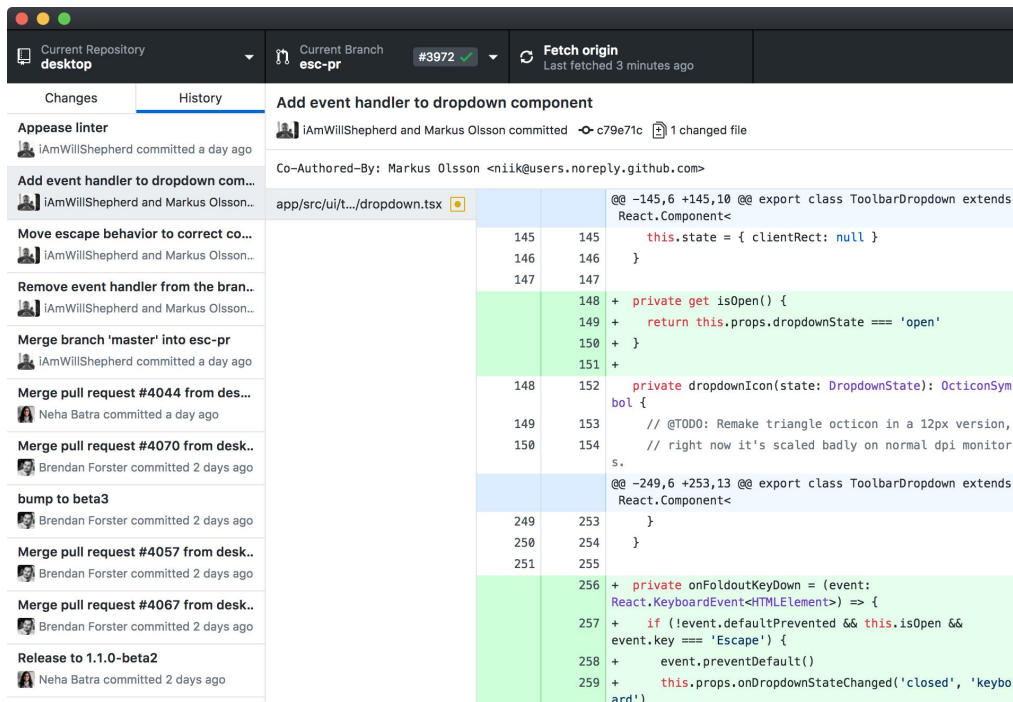 Current Repository
desktop
Current Branch
esc-pr
#3972
Fetch origin
Last fetched 3 minutes ago
Changes
History
Appease linter
iAmWillShepherd committed a day ago
Add event handler to dropdown com...
iAmWillShepherd and Markus Olsson...
Move escape behavior to correct co...
iAmWillShepherd and Markus Olsson...
Remove event handler from the bran...
iAmWillShepherd and Markus Olsson...
Merge branch 'master' into esc-pr
iAmWillShepherd committed a day ago
Merge pull request #4044 from des...
Neha Batra committed a day ago
Merge pull request #4070 from desk...
Brendan Forster committed 2 days ago
bump to beta3
Brendan Forster committed 2 days ago
Merge pull request #4057 from desk...
Brendan Forster committed 2 days ago
Merge pull request #4067 from desk...
Brendan Forster committed 2 days ago
Release to 1.1.0-beta2
Neha Batra committed 2 days ago
Add event handler to dropdown component
iAmWillShepherd and Markus Olsson committed c79e71c 1 changed file
Co-Authored-By: Markus Olsson <niik@users.noreply.github.com>
app/src/ui/t.../dropdown.tsx
@@ -145,6 +145,10 @@ export class ToolbarDropdown extends
React.Component<
145 145 this.state = { clientRect: null }
146 146 }
147 147
148 + private get isOpen() {
149 + return this.props.dropdownState === 'open'
150 + }
151 +
148 152 private dropdownIcon(state: DropdownState): OcticonSym
bol {
149 153 // @TODO: Remake triangle octicon in a 12px version,
150 154 // right now it's scaled badly on normal dpi monitor
s.
@@ -249,6 +253,13 @@ export class ToolbarDropdown extends
React.Component<
249 253 }
250 254 }
251 255
256 + private onFoldoutKeyDown = (event:
React.KeyboardEvent<HTMLElement>) => {
257 + if (!event.defaultPrevented && this.isOpen &&
event.key === 'Escape') {
258 + event.preventDefault()
259 + this.props.onDropdownStateChanged('closed', 'keybo
ard')